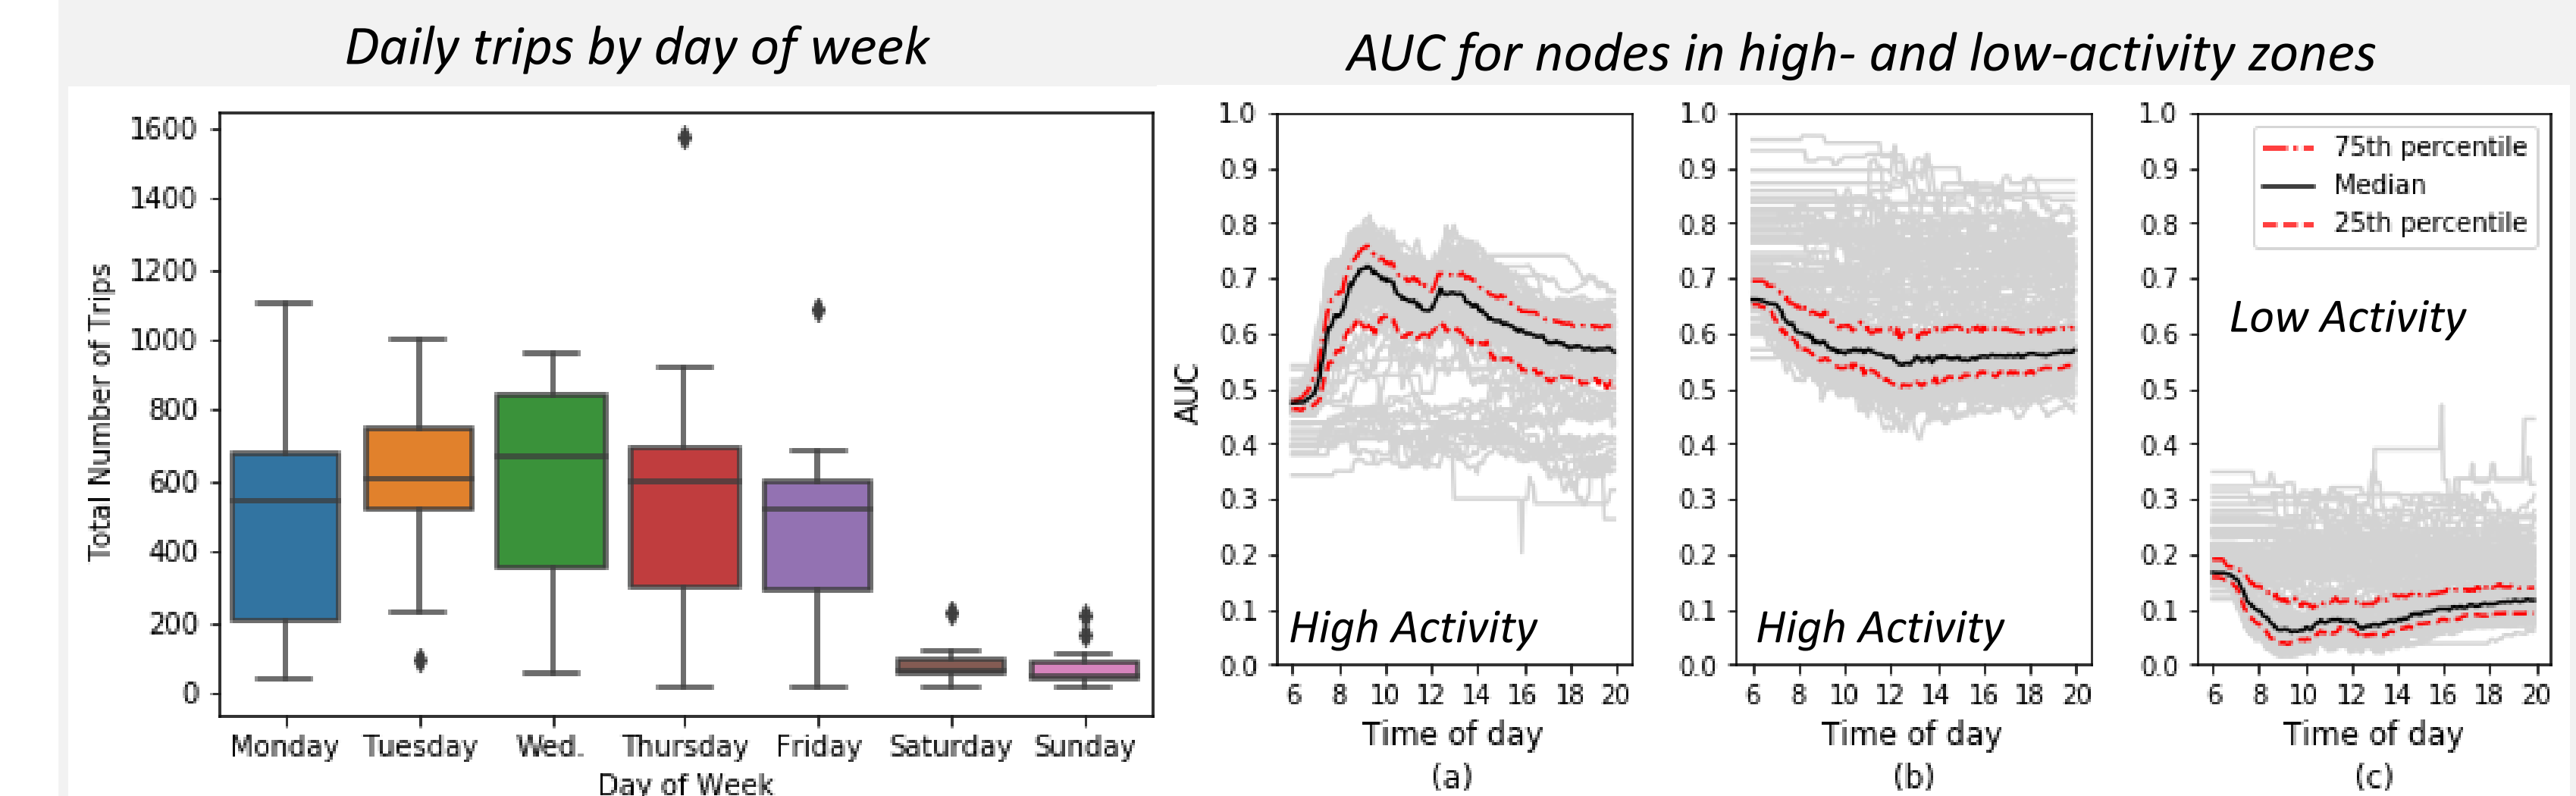 Daily trips by day of week
1600
1400
1200
1000
800
600
400
200
0
Total Number of Trips
Monday Tuesday Wed. Thursday Friday Saturday Sunday
Day of Week
AUC for nodes in high- and low-activity zones
1.0
0.9
0.8
0.7
0.6
0.5
0.4
0.3
0.2
0.1
0.0
AUC
High Activity
6 8 10 12 14 16 18 20
Time of day
(a)
1.0
0.9
0.8
0.7
0.6
0.5
0.4
0.3
0.2
0.1
0.0
High Activity
6 8 10 12 14 16 18 20
Time of day
(b)
1.0
0.9
0.8
0.7
0.6
0.5
0.4
0.3
0.2
0.1
0.0
75th percentile
Median
25th percentile
Low Activity
6 8 10 12 14 16 18 20
Time of day
(c)